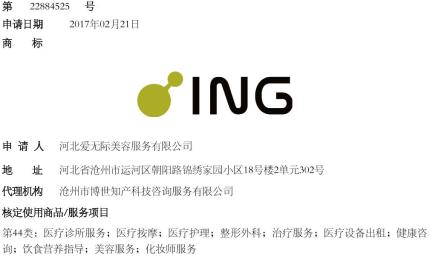 第 22884525 号
申请日期 2017年02月21日
商 标
ING
申 请 人 河北爱无际美容服务有限公司
地 址 河北省沧州市运河区朝阳路锦绣家园小区18号楼2单元302号
代理机构 沧州市博世知产科技咨询服务有限公司
核定使用商品/服务项目
第44类：医疗诊所服务；医疗按摩；医疗护理；整形外科；治疗服务；医疗设备出租；健康咨
询；饮食营养指导；美容服务；化妆师服务